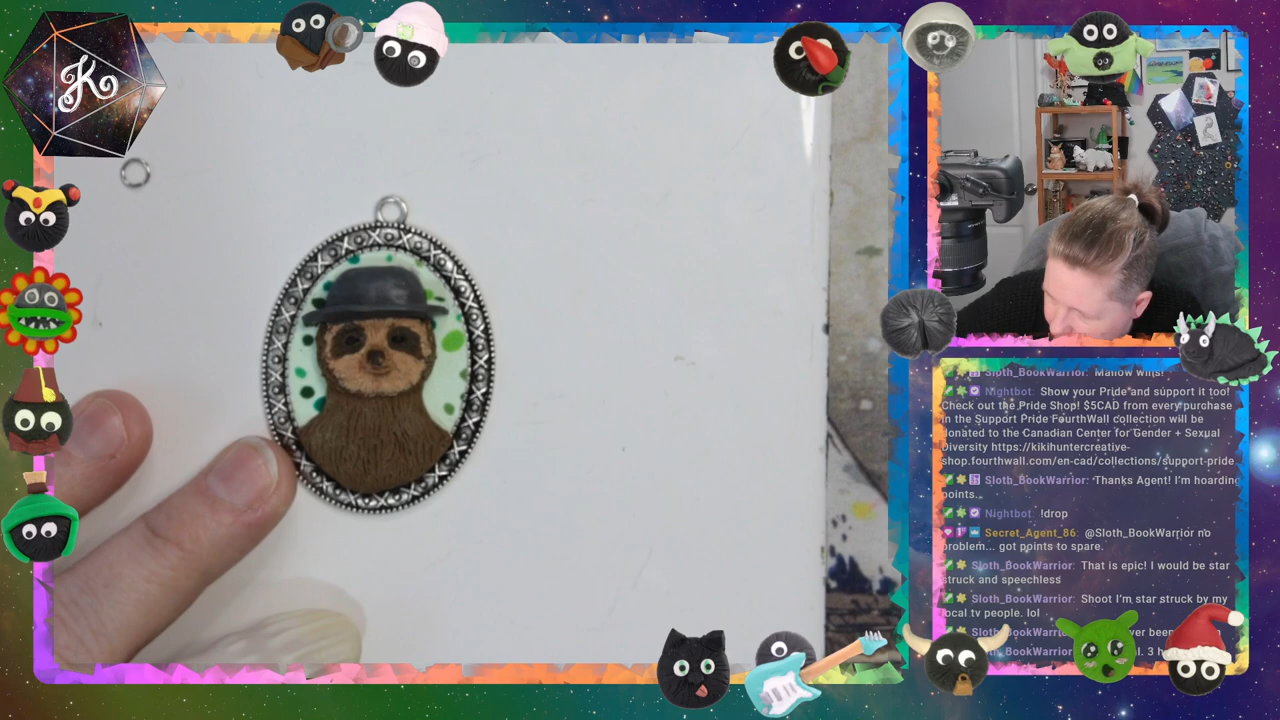 K
Sloth_BookWarrior: Mallow wins!
Nightbot: Show your Pride and support it too!
Check out the Pride Shop! $5CAD from every purchase
in the Support Pride FourthWall collection will be
donated to the Canadian Center for Gender + Sexual
Diversity https://kikihuntercreative-
shop.fourthwall.com/en-cad/collections/support-pride
Sloth_BookWarrior: Thanks Agent! I'm hoarding
points.
Nightbot: !drop
Secret_Agent_86: @Sloth_BookWarrior no
problem... got points to spare.
Sloth_BookWarrior: That is epic! I would be star
struck and speechless
Sloth_BookWarrior: Shoot I'm star struck by my
local tv people. lol